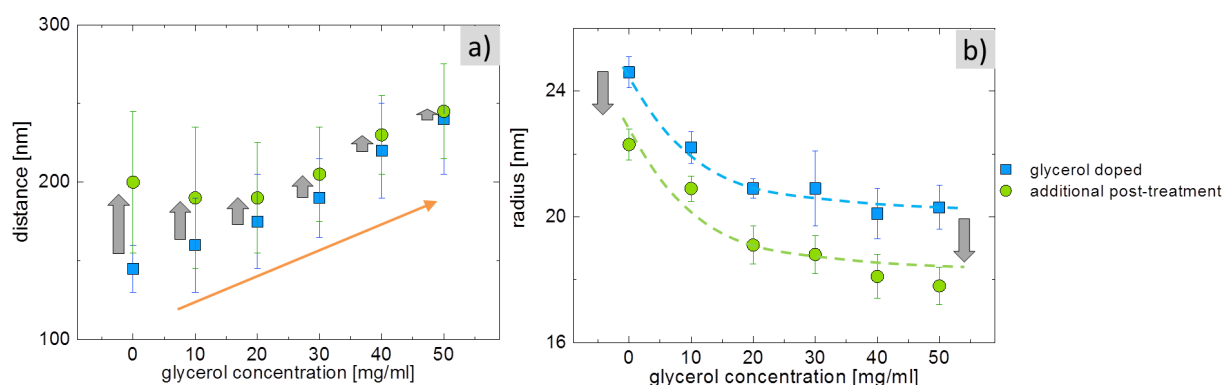 a)
300
200
100
distance [nm]
0 10 20 30 40 50
glycerol concentration [mg/ml]
b)
24
20
16
radius [nm]
0 10 20 30 40 50
glycerol concentration [mg/ml]
glycerol doped
additional post-treatment